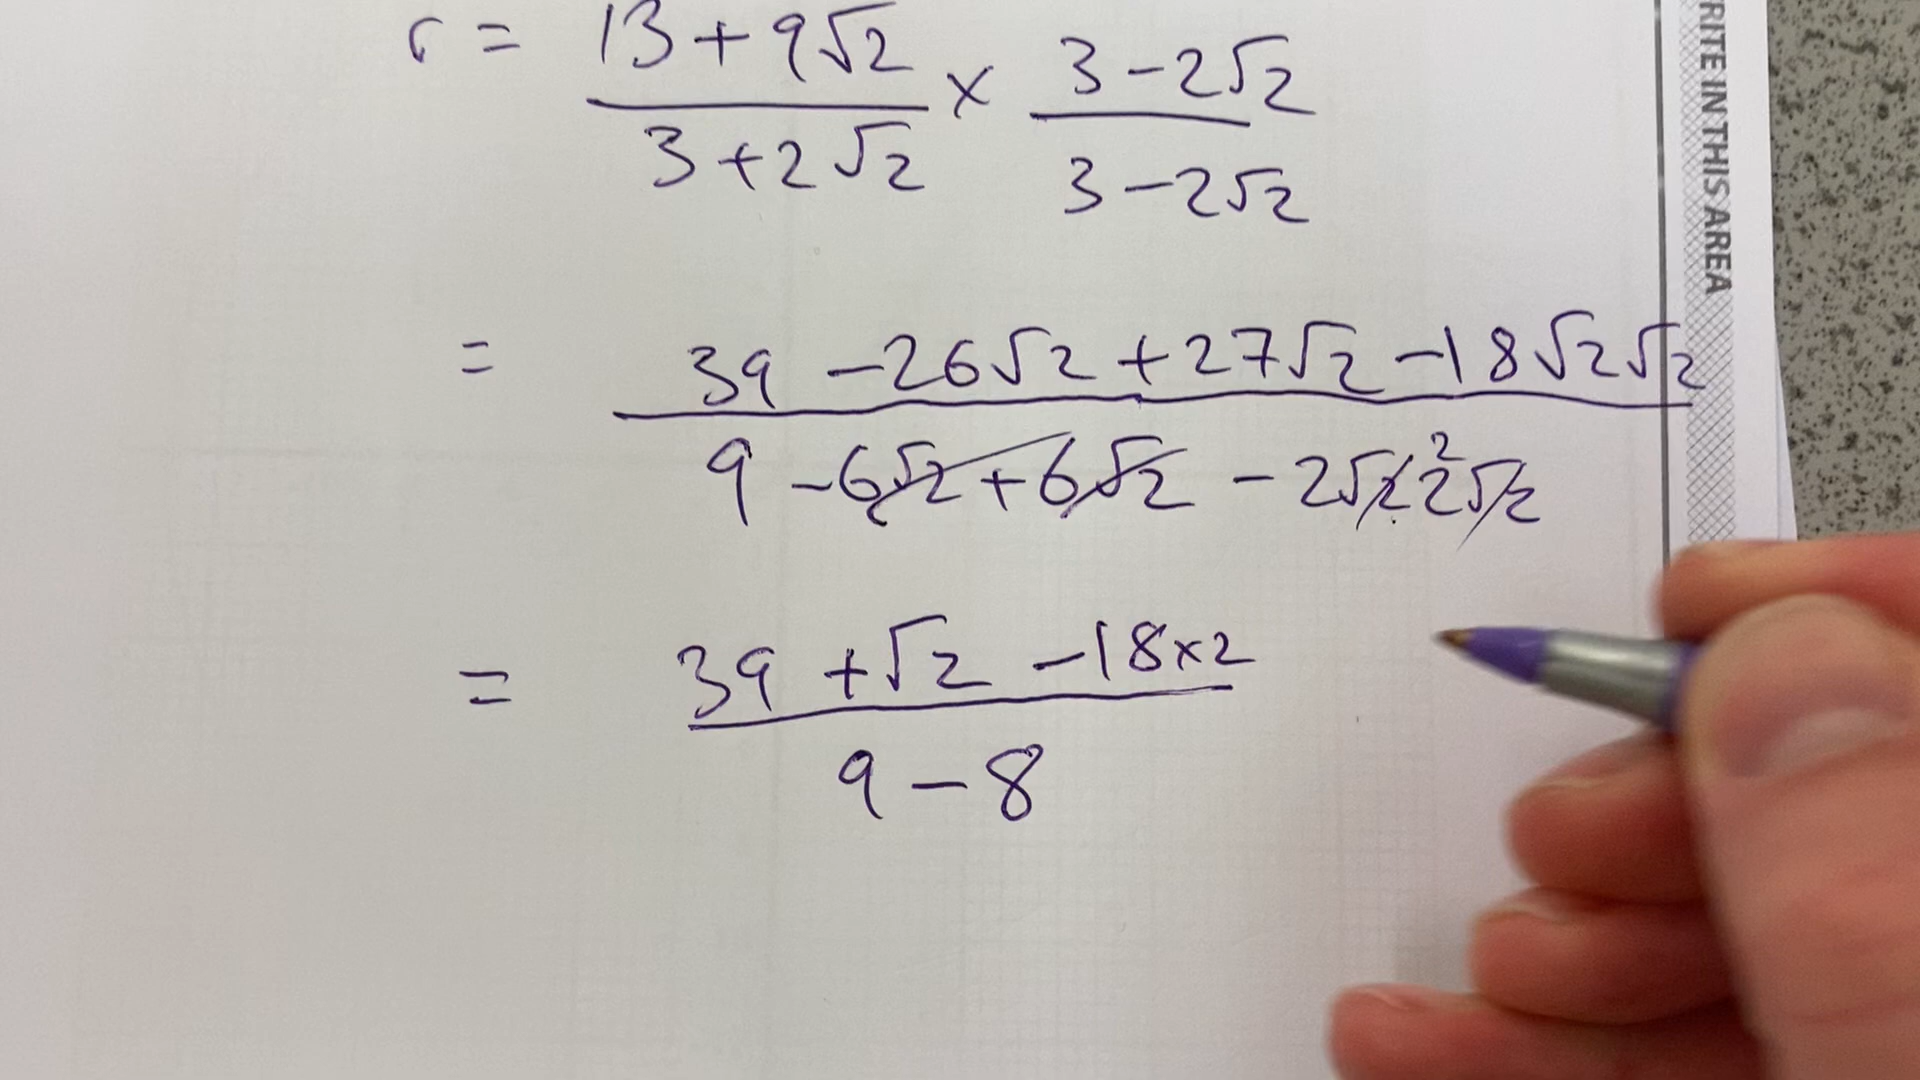 r = 13 + 9√2 × 3 - 2√2
3 + 2√2 3 - 2√2
= 39 - 26√2 + 27√2 - 18√2√2
9 - 6√2 + 6√2 - 2√2 2√2
2
= 39 + √2 - 18×2
9 - 8
RITE IN THIS AREA